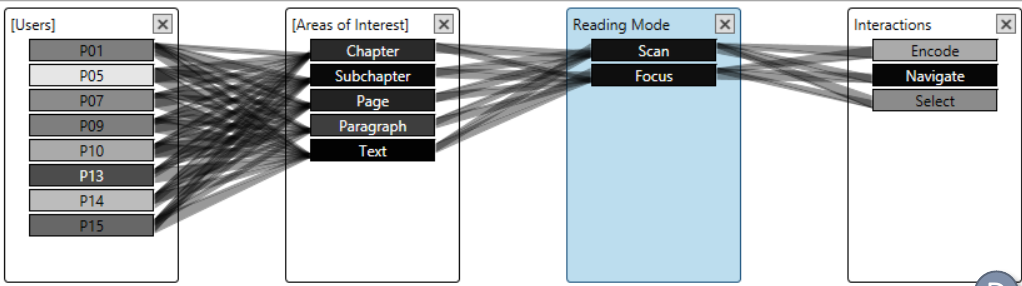 [Users]
P01
P05
P07
P09
P10
P13
P14
P15
[Areas of Interest]
Chapter
Subchapter
Page
Paragraph
Text
Reading Mode
Scan
Focus
Interactions
Encode
Navigate
Select